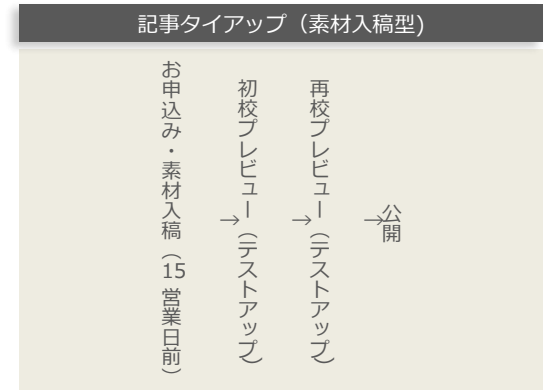 記事タイアップ（素材入稿型)
お申込み・素材入稿（15営業日前）
→
初校プレビュー（テストアップ）
→
再校プレビュー（テストアップ）
→
公開